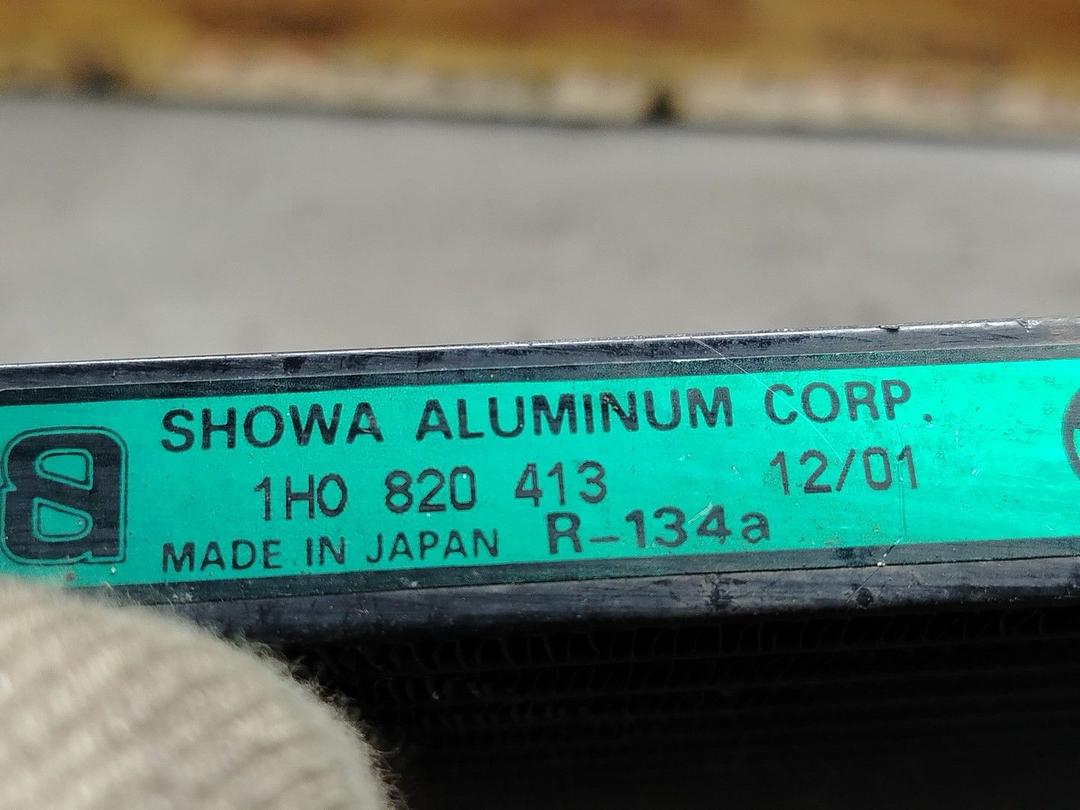 SHOWA ALUMINUM CORP.
1H0 820 413 12/01
MADE IN JAPAN R-134a